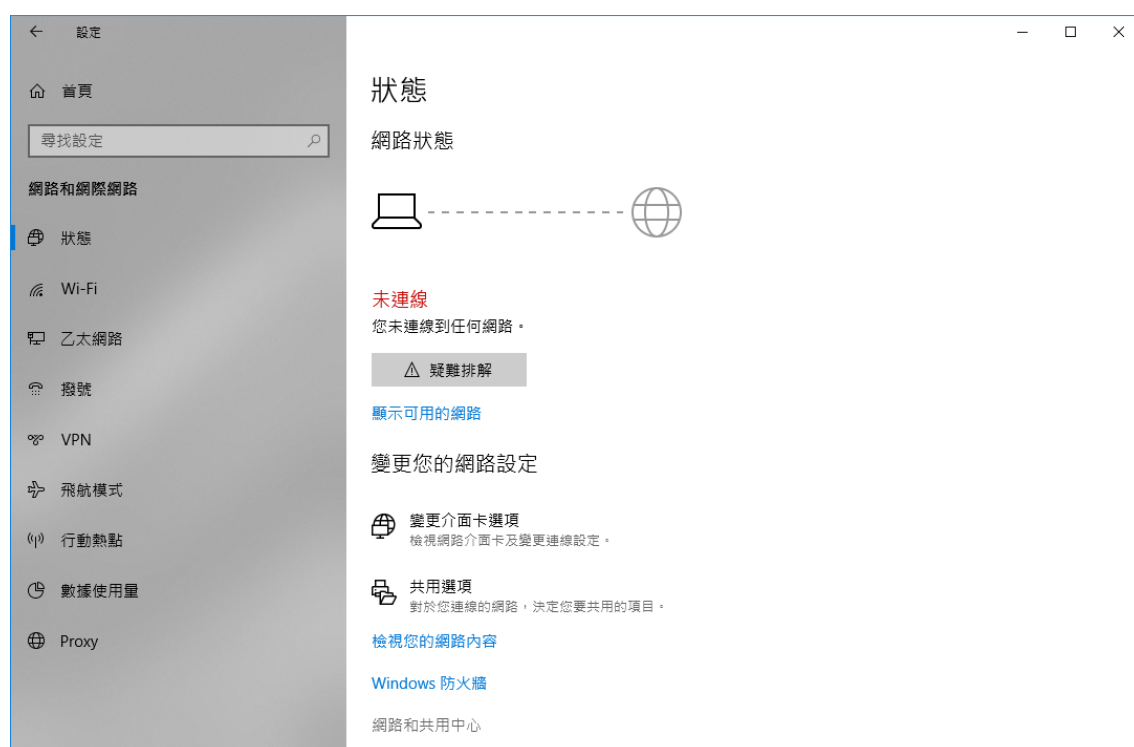 設定
首頁
尋找設定
網路和網際網路
狀態
Wi-Fi
乙太網路
撥號
VPN
飛航模式
行動熱點
數據使用量
Proxy
狀態
網路狀態
未連線
您未連線到任何網路。
疑難排解
顯示可用的網路
變更您的網路設定
變更介面卡選項
檢視網路介面卡及變更連線設定。
共用選項
對於您連線的網路，決定您要共用的項目。
檢視您的網路內容
Windows 防火牆
網路和共用中心